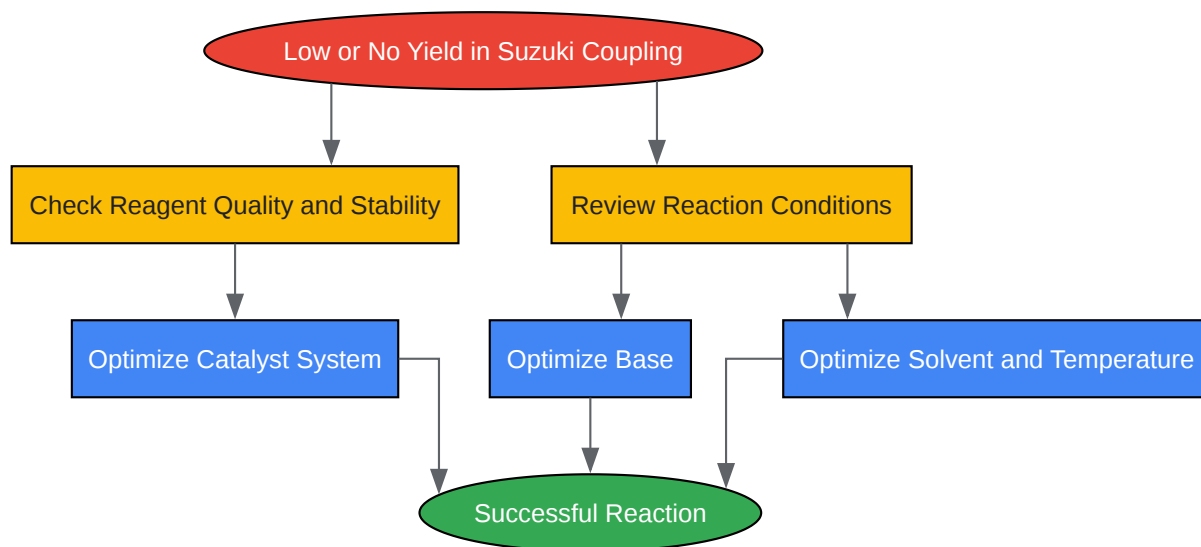 Low or No Yield in Suzuki Coupling
Check Reagent Quality and Stability
Review Reaction Conditions
Optimize Catalyst System
Optimize Base
Optimize Solvent and Temperature
Successful Reaction